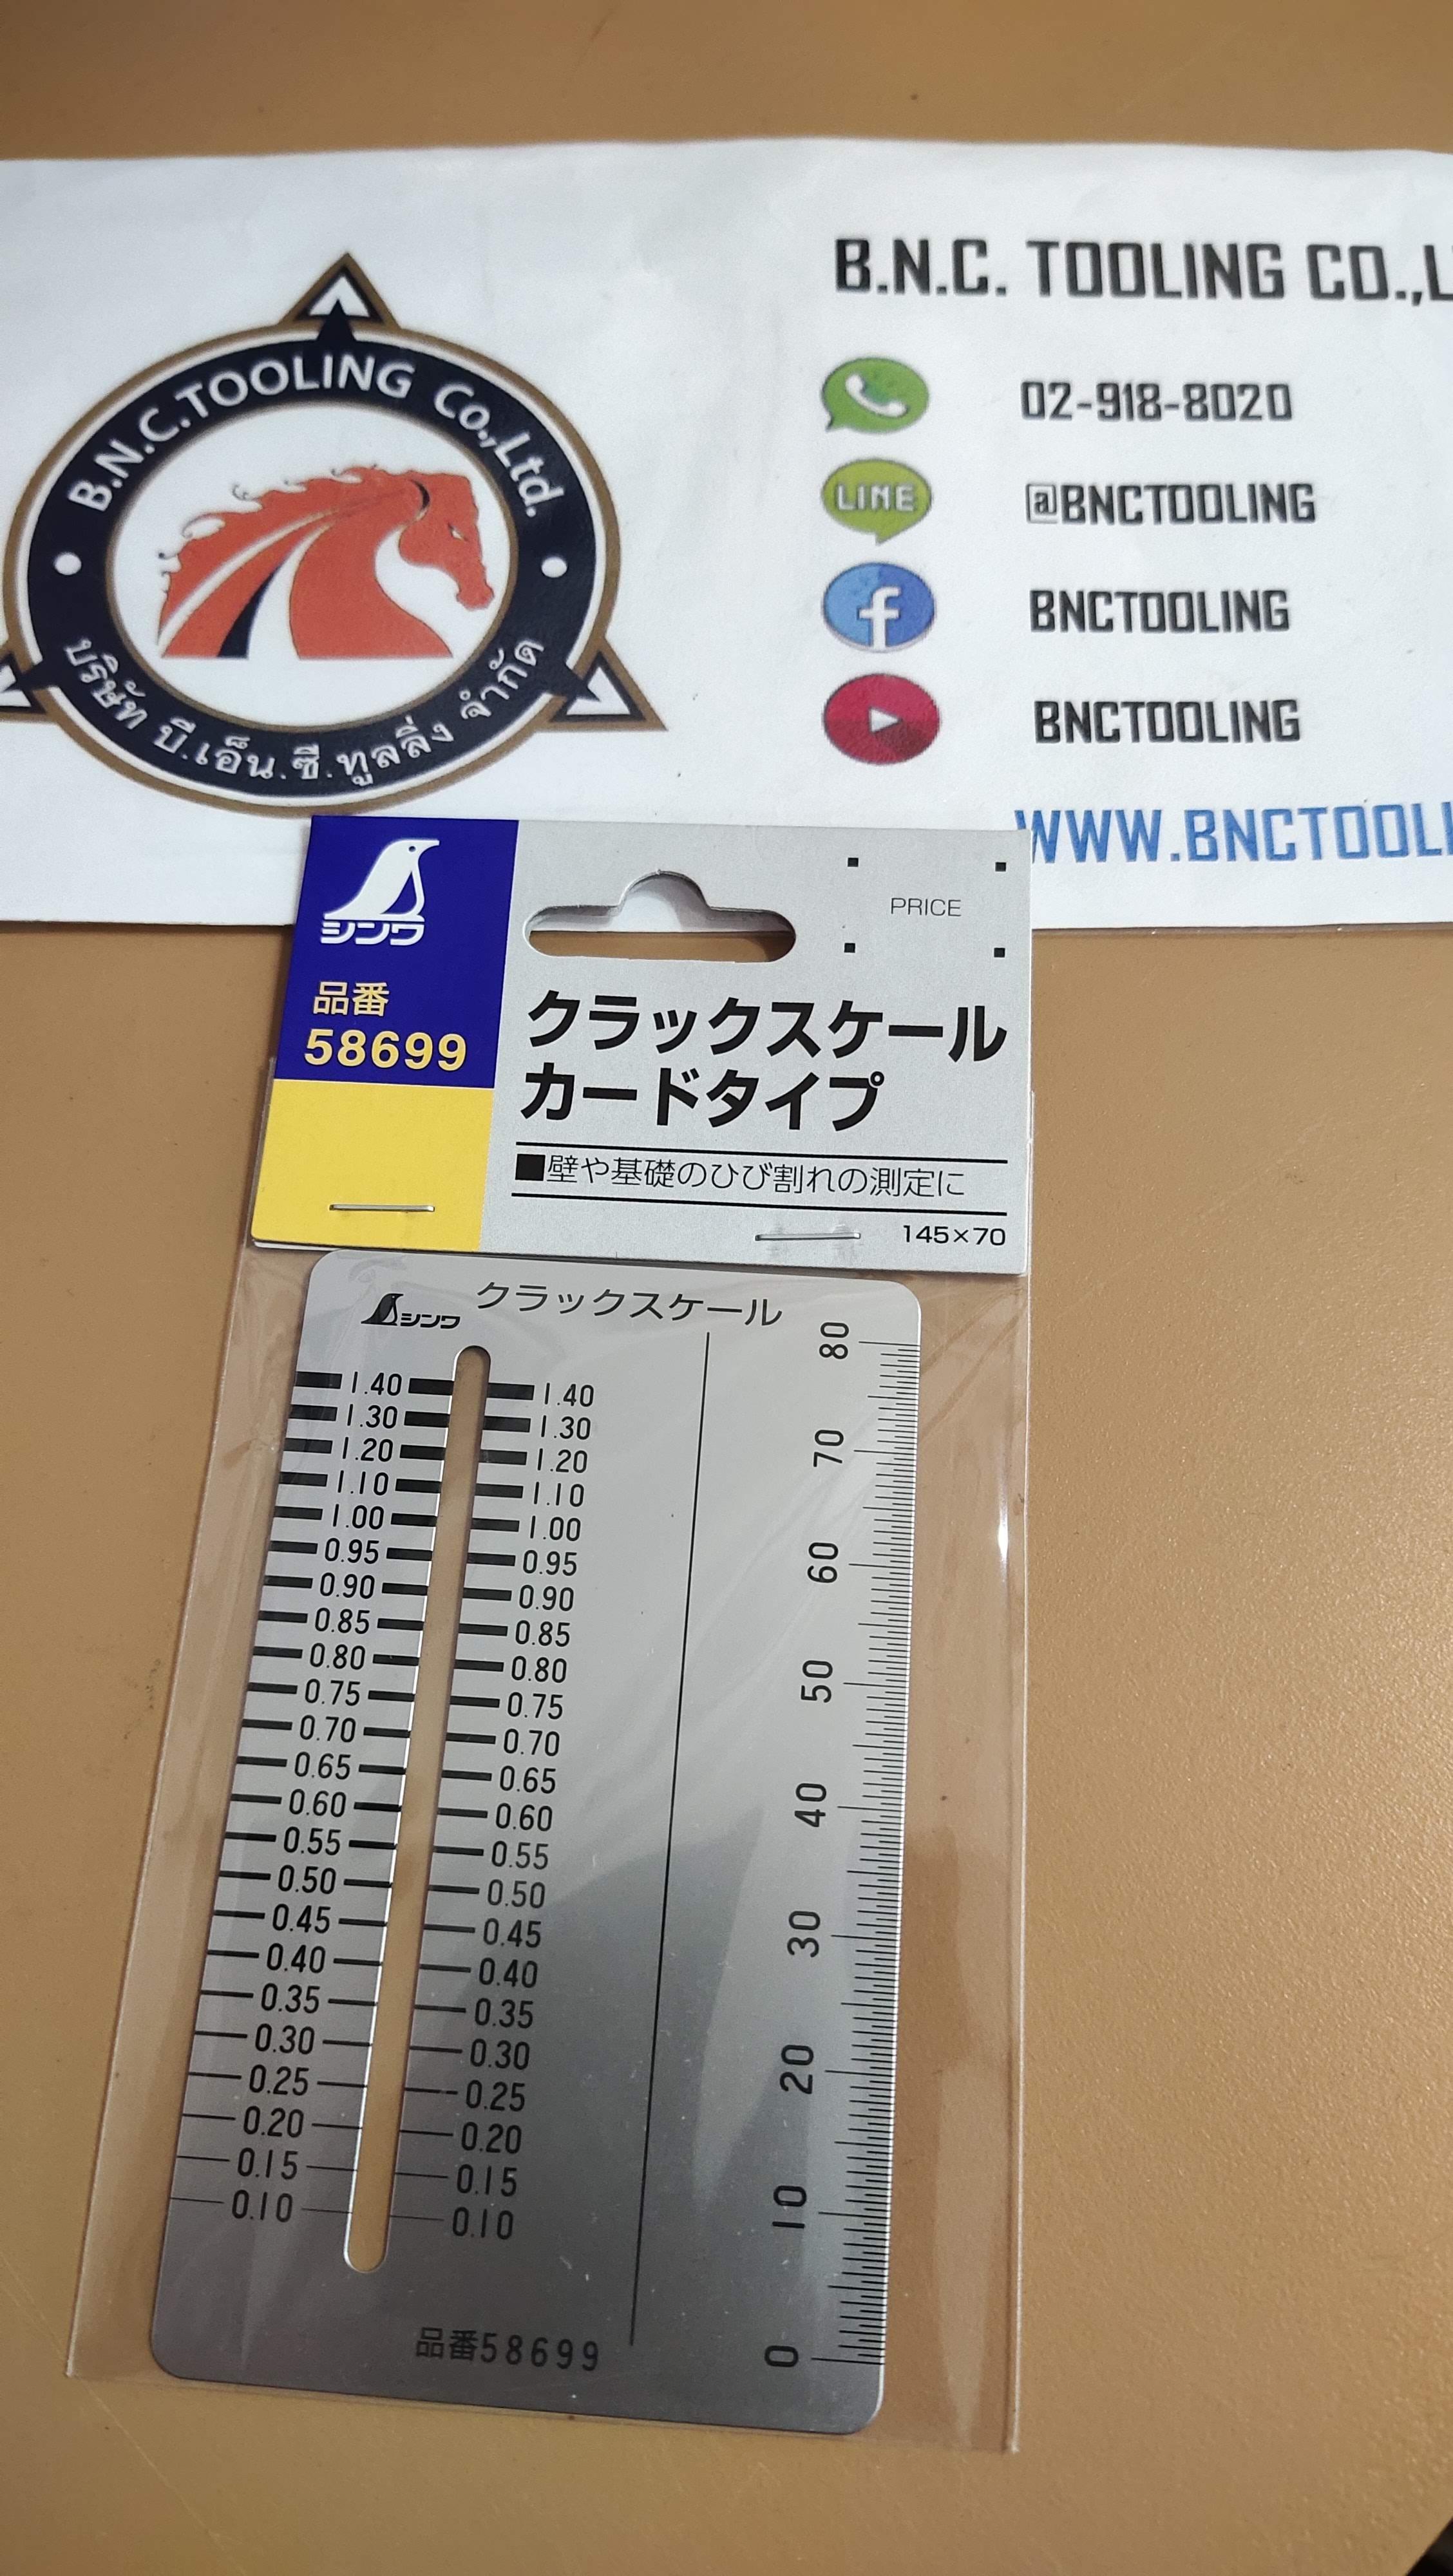 B.N.C.TOOLING Co.,Ltd.
บริษัท บี.เอ็น.ซี.ทูลลิ่ง จำกัด
B.N.C. TOOLING CO.,L
02-918-8020
LINE
@BNCTOOLING
f
BNCTOOLING
BNCTOOLING
WWW.BNCTOOLI
シンワ
品番
58699
PRICE
クラックスケール
カードタイプ
■壁や基礎のひび割れの測定に
145×70
シンワ クラックスケール
1.40 1.40
1.30 1.30
1.20 1.20
1.10 1.10
1.00 1.00
0.95 0.95
0.90 0.90
0.85 0.85
0.80 0.80
0.75 0.75
0.70 0.70
0.65 0.65
0.60 0.60
0.55 0.55
0.50 0.50
0.45 0.45
0.40 0.40
0.35 0.35
0.30 0.30
0.25 0.25
0.20 0.20
0.15 0.15
0.10 0.10
品番58699
80
70
60
50
40
30
20
10
0